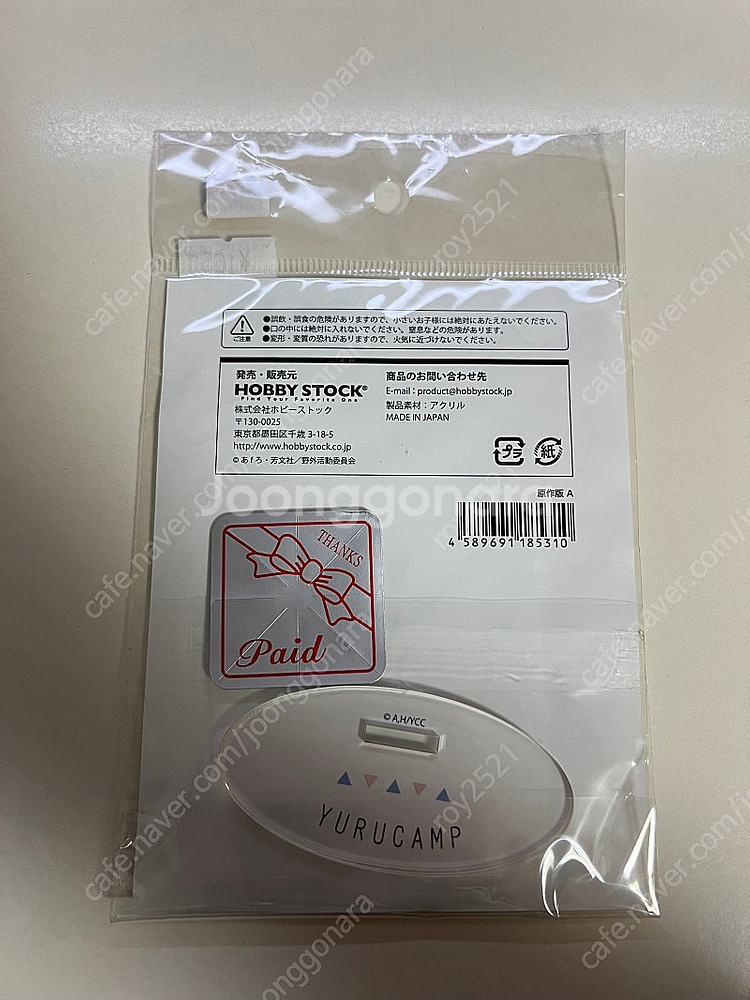 ●誤飲・誤食の危険がありますので、小さいお子様には絶対にあたえないでください。
●口の中には絶対に入れないでください。窒息などの危険があります。
●変形・変質の恐れがありますので、火気に近づけないでください。
ご注意
発売・販売元
HOBBY STOCK®
Find Your Favorite One
株式会社ホビーストック
〒130-0025
東京都墨田区千歳 3-18-5
http://www.hobbystock.co.jp
©あfろ・芳文社／野外活動委員会
商品のお問い合わせ先
E-mail : product@hobbystock.jp
製品素材：アクリル
MADE IN JAPAN
プラ
紙
原作版 A
4 589691 185310
THANKS
Paid
© A,H/YCC
YURUCAMP
Joonggonara
cafe.naver.com/joonggonara
roy2521